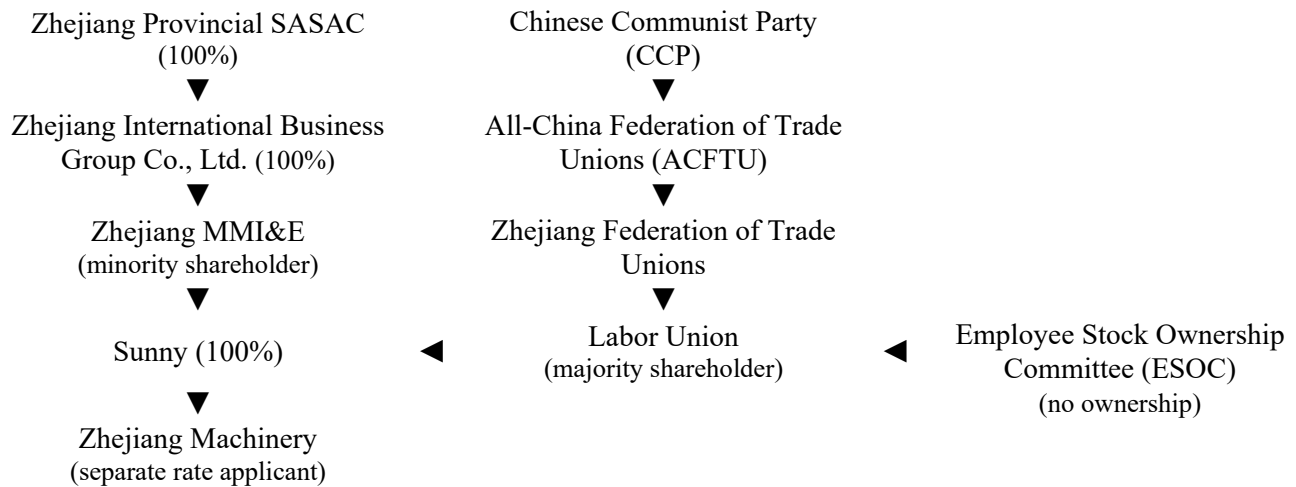 Zhejiang Provincial SASAC
(100%)
▼
Zhejiang International Business
Group Co., Ltd. (100%)
▼
Zhejiang MMI&E
(minority shareholder)
▼
Sunny (100%)
▼
Zhejiang Machinery
(separate rate applicant)
Chinese Communist Party
(CCP)
▼
All-China Federation of Trade
Unions (ACFTU)
▼
Zhejiang Federation of Trade
Unions
▼
◄
Labor Union
(majority shareholder)
◄
Employee Stock Ownership
Committee (ESOC)
(no ownership)